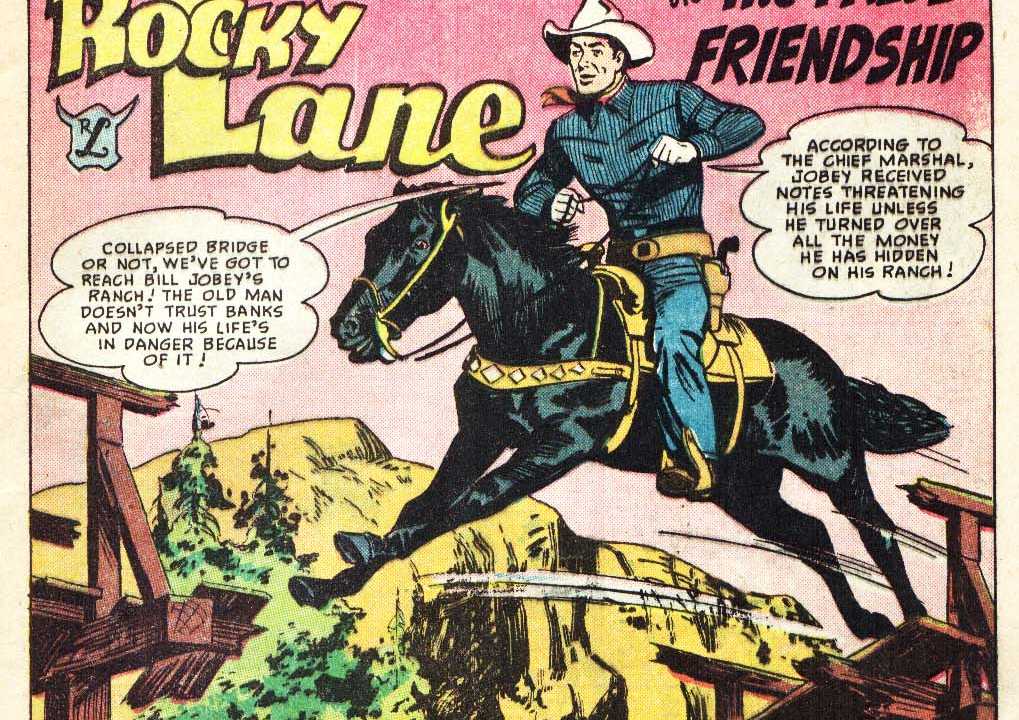 ROCKY
LANE
RL
FRIENDSHIP
COLLAPSED BRIDGE
OR NOT, WE'VE GOT TO
REACH BILL JOBEY'S
RANCH! THE OLD MAN
DOESN'T TRUST BANKS
AND NOW HIS LIFE'S
IN DANGER BECAUSE
OF IT!
ACCORDING TO
THE CHIEF MARSHAL,
JOBEY RECEIVED
NOTES THREATENING
HIS LIFE UNLESS
HE TURNED OVER
ALL THE MONEY
HE HAS HIDDEN
ON HIS RANCH!